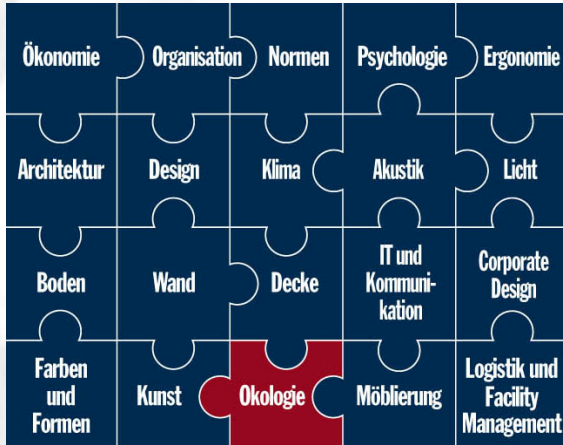 Ökonomie
Organisation
Normen
Psychologie
Ergonomie
Architektur
Design
Klima
Akustik
Licht
Boden
Wand
Decke
IT und
Kommuni-
kation
Corporate
Design
Farben
und
Formen
Kunst
Okologie
Möblierung
Logistik und
Facility
Management